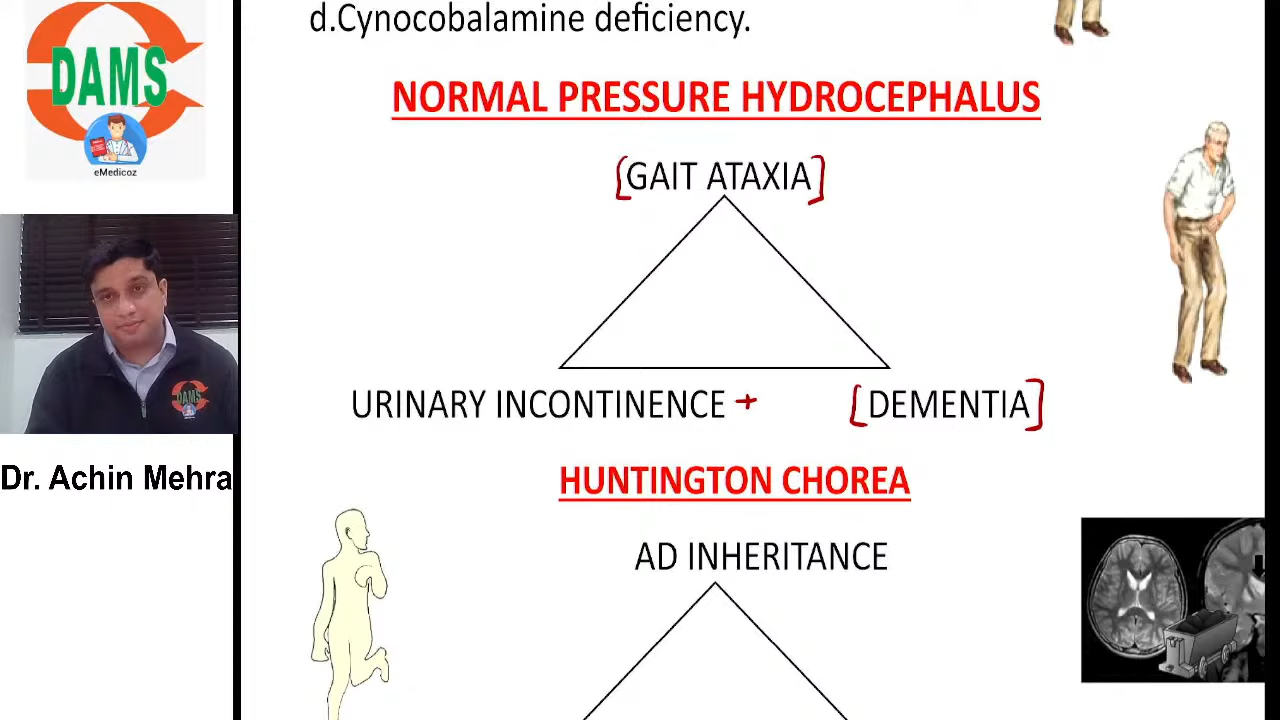 d.Cynocobalamine deficiency.
DAMS
eMedicoz
NORMAL PRESSURE HYDROCEPHALUS
[GAIT ATAXIA]
URINARY INCONTINENCE + [DEMENTIA]
DAMS
Dr. Achin Mehra
HUNTINGTON CHOREA
AD INHERITANCE